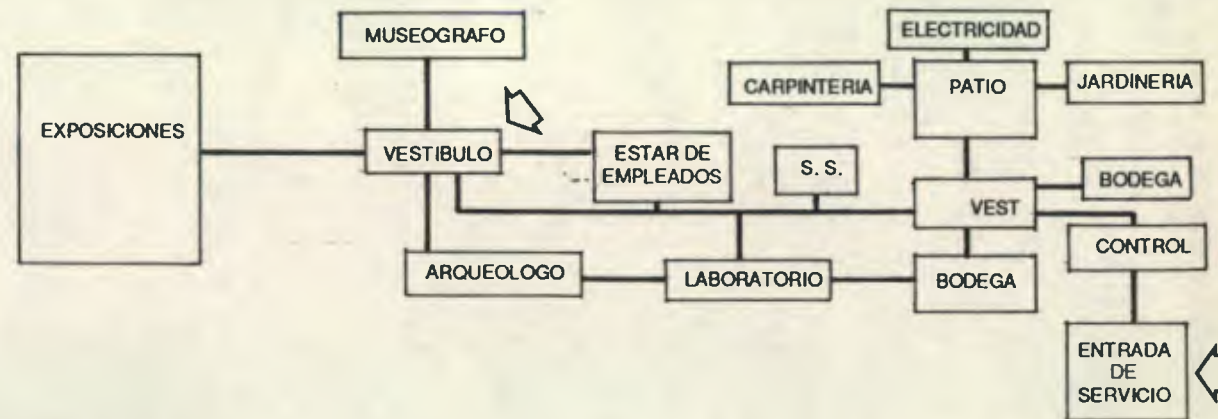 MUSEOGRAFO
ELECTRICIDAD
CARPINTERIA
PATIO
JARDINERIA
EXPOSICIONES
VESTIBULO
ESTAR DE
EMPLEADOS
S. S.
BODEGA
VEST
CONTROL
ARQUEOLOGO
LABORATORIO
BODEGA
ENTRADA
DE
SERVICIO